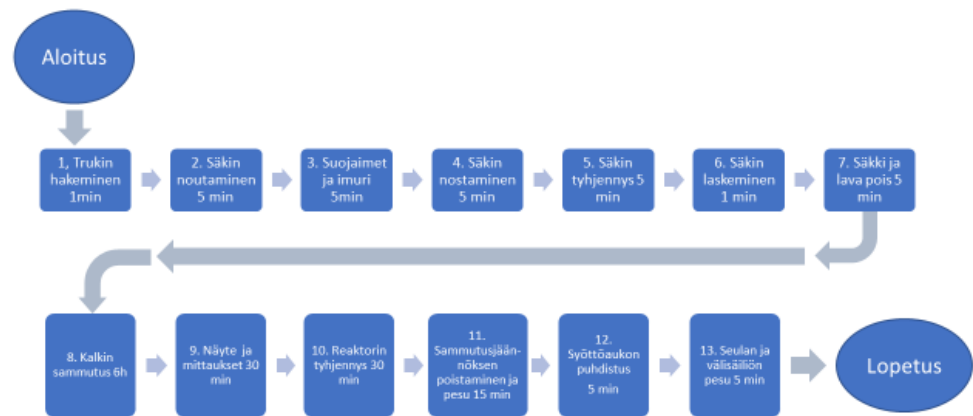 Aloitus
1, Trukin
hakeminen
1min
2. Säkin
noutaminen
5 min
3. Suojaimet
ja imuri
5min
4. Säkin
nostaminen
5 min
5. Säkin
tyhjennys 5
min
6. Säkin
laskeminen
1 min
7. Säkki ja
lava pois 5
min
8. Kalkin
sammutus 6h
9. Näyte ja
mittaukset 30
min
10. Reaktorin
tyhjennys 30
min
11.
Sammutusjään-
nöksen
poistaminen ja
pesu 15 min
12.
Syöttöaukon
puhdistus
5 min
13. Seulan ja
välisäiliön
pesu 5 min
Lopetus